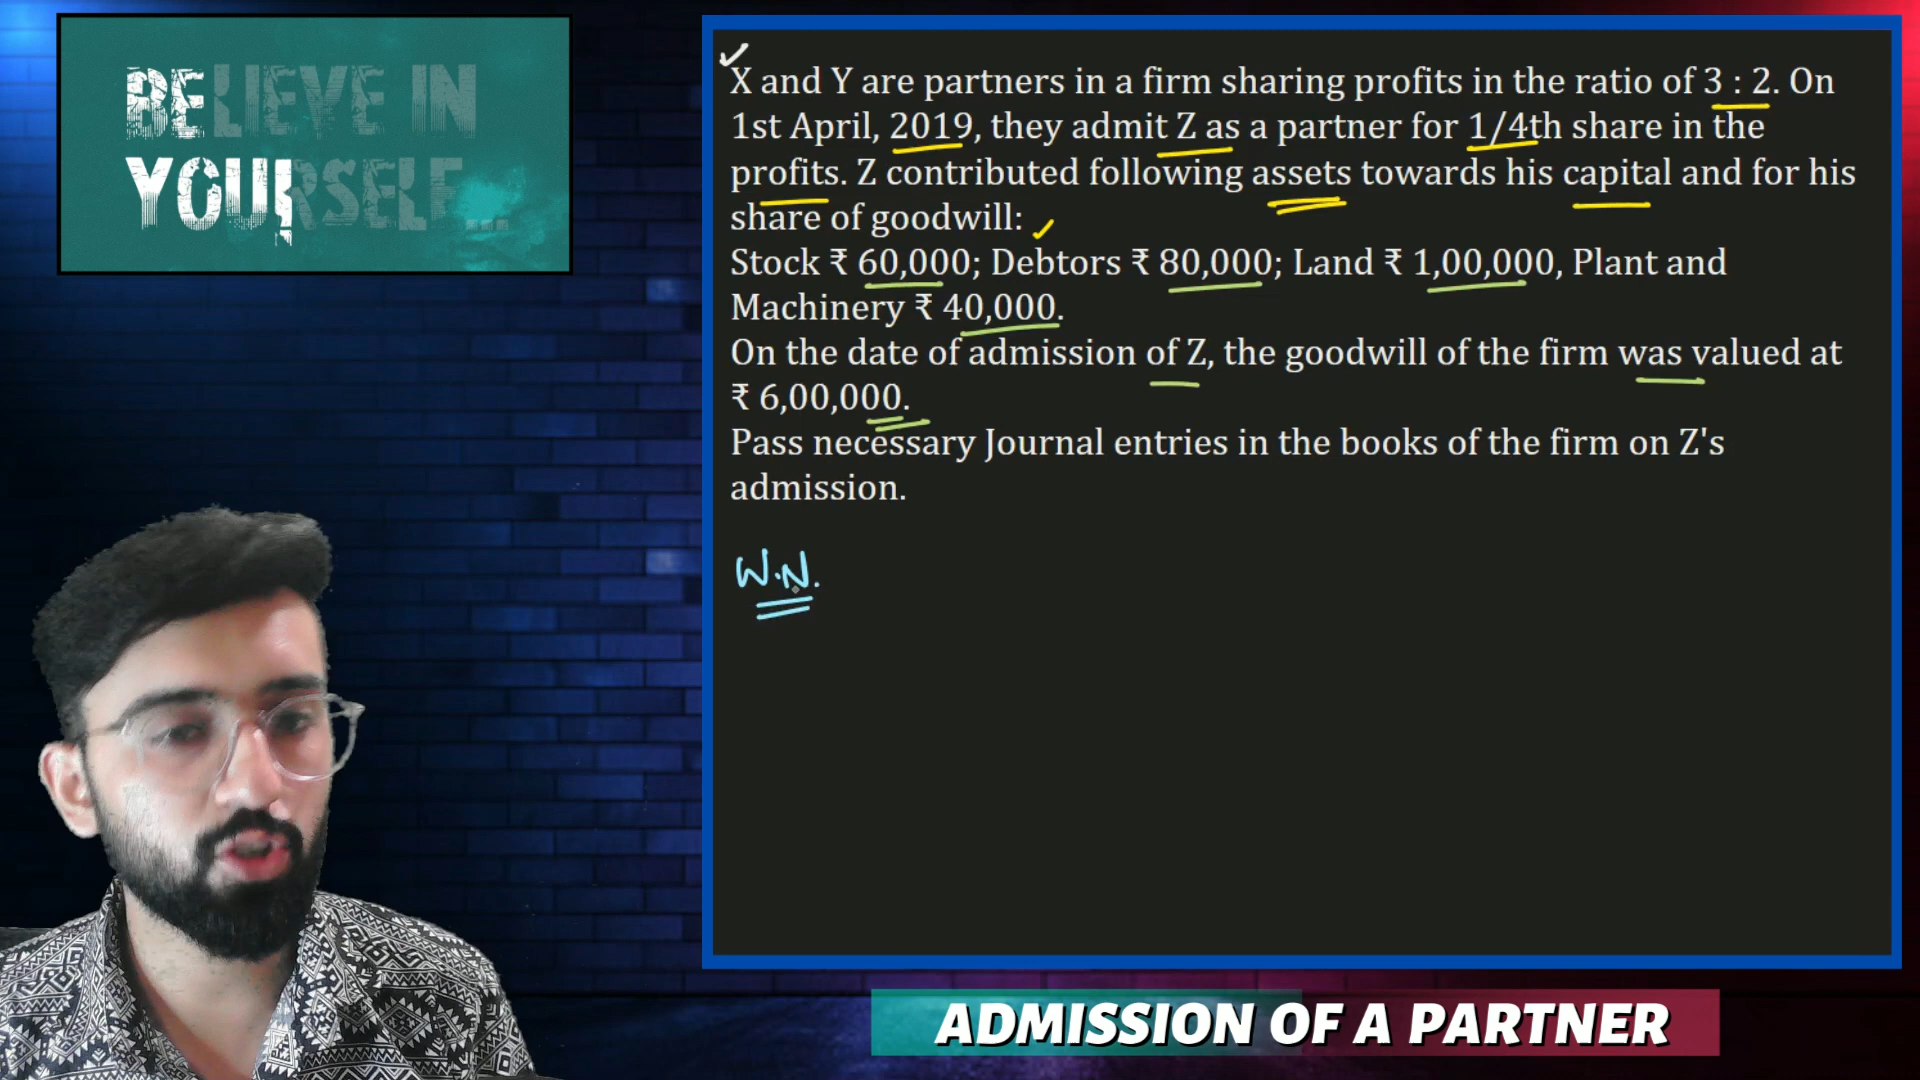 BELIEVE IN
YOURSELF...
X and Y are partners in a firm sharing profits in the ratio of 3 : 2. On
1st April, 2019, they admit Z as a partner for 1/4th share in the
profits. Z contributed following assets towards his capital and for his
share of goodwill:
Stock ₹ 60,000; Debtors ₹ 80,000; Land ₹ 1,00,000, Plant and
Machinery ₹ 40,000.
On the date of admission of Z, the goodwill of the firm was valued at
₹ 6,00,000.
Pass necessary Journal entries in the books of the firm on Z's
admission.
W.N.
ADMISSION OF A PARTNER